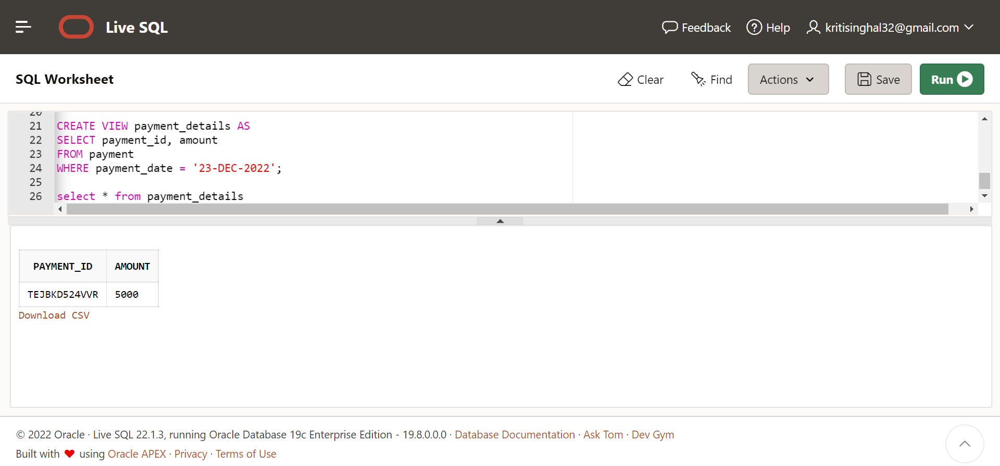 Live SQL
Feedback
Help
kritisinghal32@gmail.com
SQL Worksheet
Clear
Find
Actions
Save
Run
20
21 CREATE VIEW payment_details AS
22 SELECT payment_id, amount
23 FROM payment
24 WHERE payment_date = '23-DEC-2022';
25
26 select * from payment_details
PAYMENT_ID AMOUNT
TEJBKD524VVR 5000
Download CSV
© 2022 Oracle · Live SQL 22.1.3, running Oracle Database 19c Enterprise Edition - 19.8.0.0.0 · Database Documentation · Ask Tom · Dev Gym
Built with ❤ using Oracle APEX · Privacy · Terms of Use